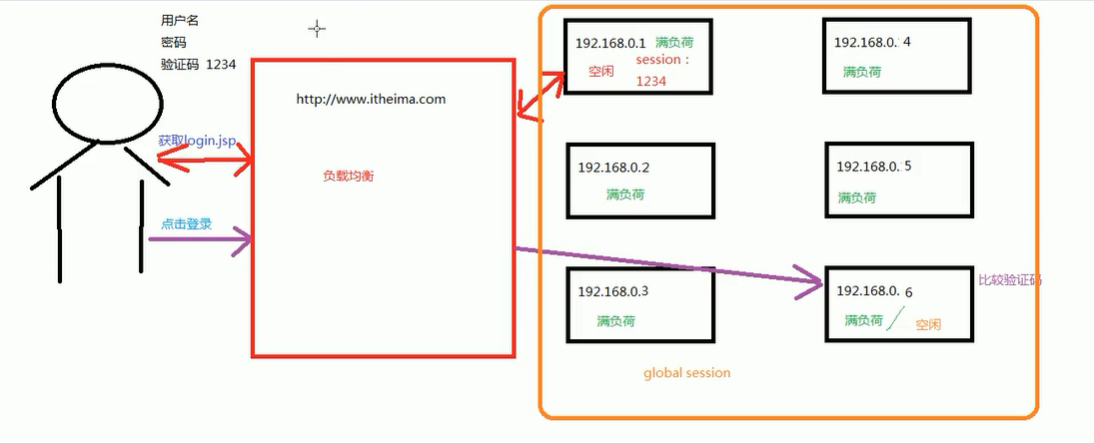 用户名
密码
验证码 1234
获取login.jsp
点击登录
http://www.itheima.com
负载均衡
192.168.0.1 满负荷
空闲 session：
1234
192.168.0.2
满负荷
192.168.0.3
满负荷
192.168.0. 4
满负荷
192.168.0. 5
满负荷
192.168.0. 6
满负荷 空闲
比较验证码
global session